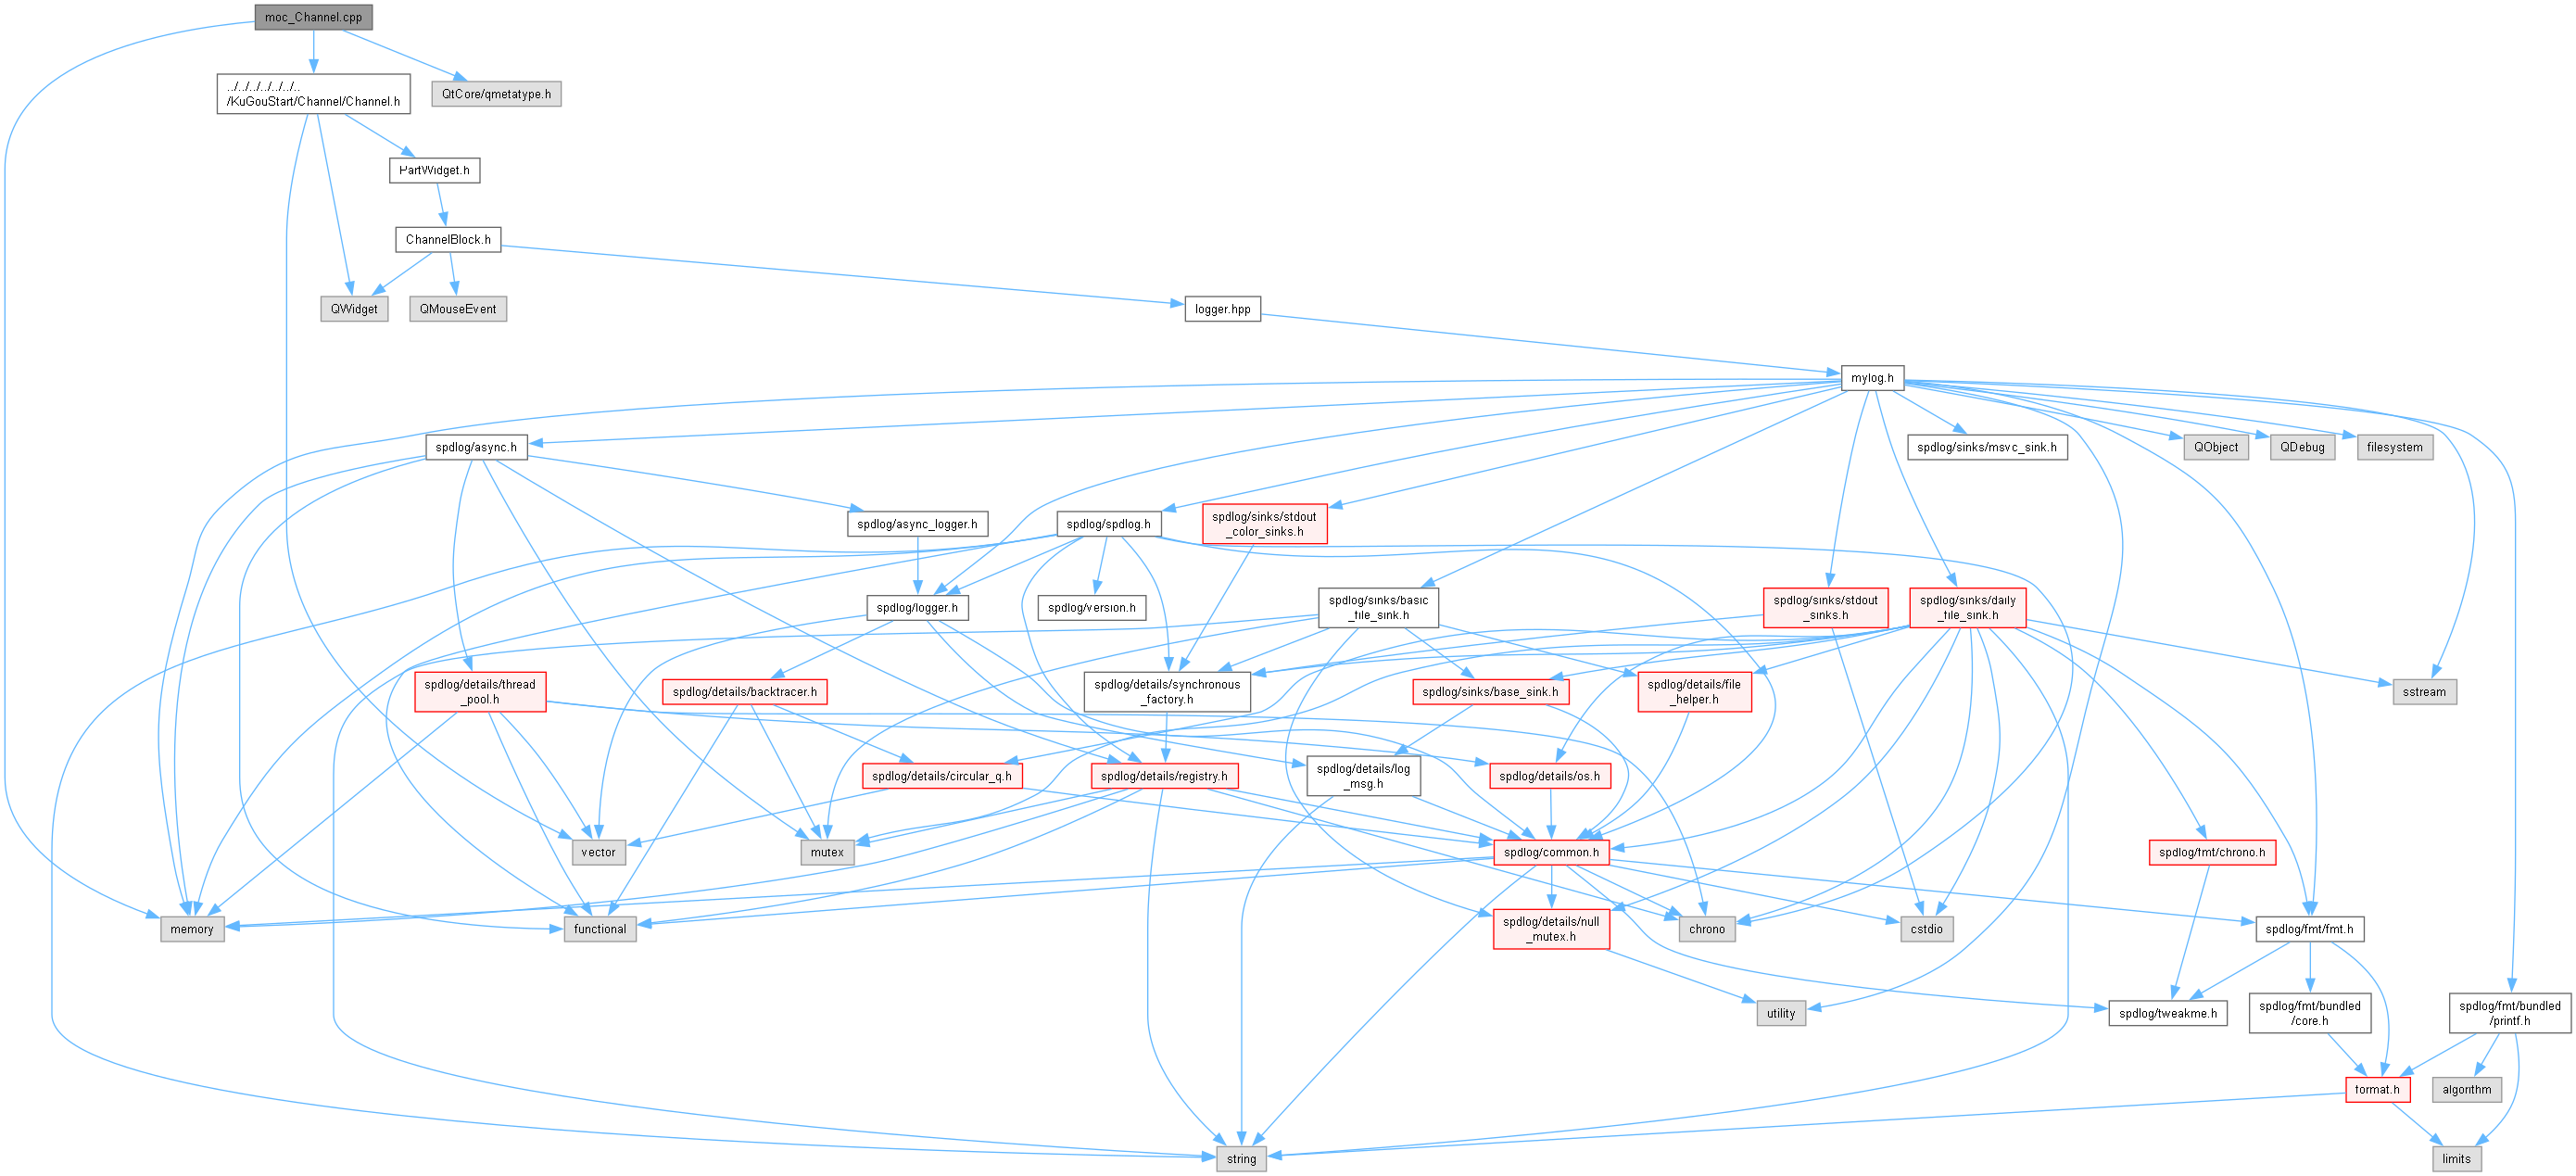 moc_Channel.cpp
../../../../../../..
/KuGouStart/Channel/Channel.h
QtCore/qmetatype.h
PartWidget.h
ChannelBlock.h
QWidget
QMouseEvent
logger.hpp
mylog.h
spdlog/async.h
spdlog/sinks/msvc_sink.h
QObject
QDebug
filesystem
spdlog/async_logger.h
spdlog/spdlog.h
spdlog/sinks/stdout
_color_sinks.h
spdlog/logger.h
spdlog/version.h
spdlog/sinks/basic
_file_sink.h
spdlog/sinks/stdout
_sinks.h
spdlog/sinks/daily
_file_sink.h
spdlog/details/thread
_pool.h
spdlog/details/backtracer.h
spdlog/details/synchronous
_factory.h
spdlog/sinks/base_sink.h
spdlog/details/file
_helper.h
sstream
spdlog/details/circular_q.h
spdlog/details/registry.h
spdlog/details/log
_msg.h
spdlog/details/os.h
vector
mutex
spdlog/common.h
spdlog/fmt/chrono.h
memory
functional
spdlog/details/null
_mutex.h
chrono
cstdio
spdlog/fmt/fmt.h
utility
spdlog/tweakme.h
spdlog/fmt/bundled
/core.h
spdlog/fmt/bundled
/printf.h
format.h
algorithm
string
limits